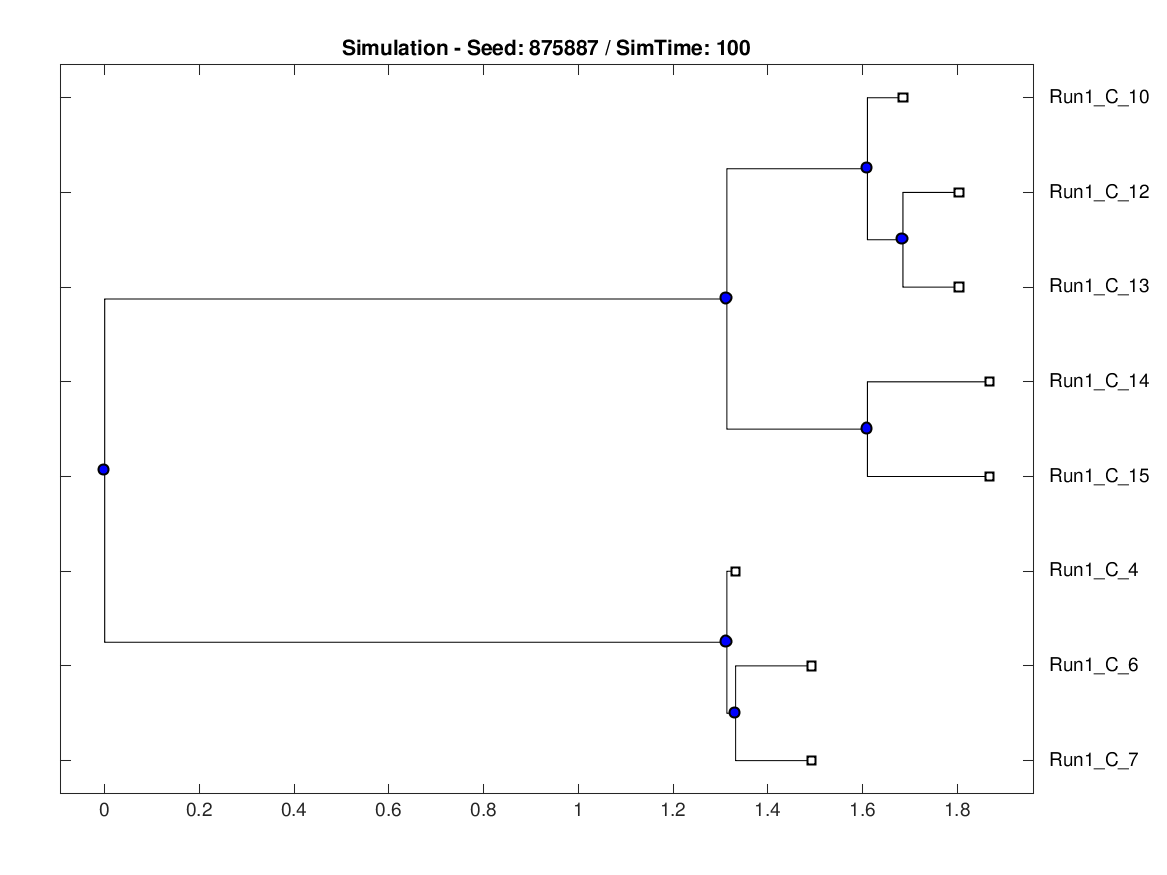 Simulation - Seed: 875887 / SimTime: 100
Run1_C_10
Run1_C_12
Run1_C_13
Run1_C_14
Run1_C_15
Run1_C_4
Run1_C_6
Run1_C_7
0 0.2 0.4 0.6 0.8 1 1.2 1.4 1.6 1.8